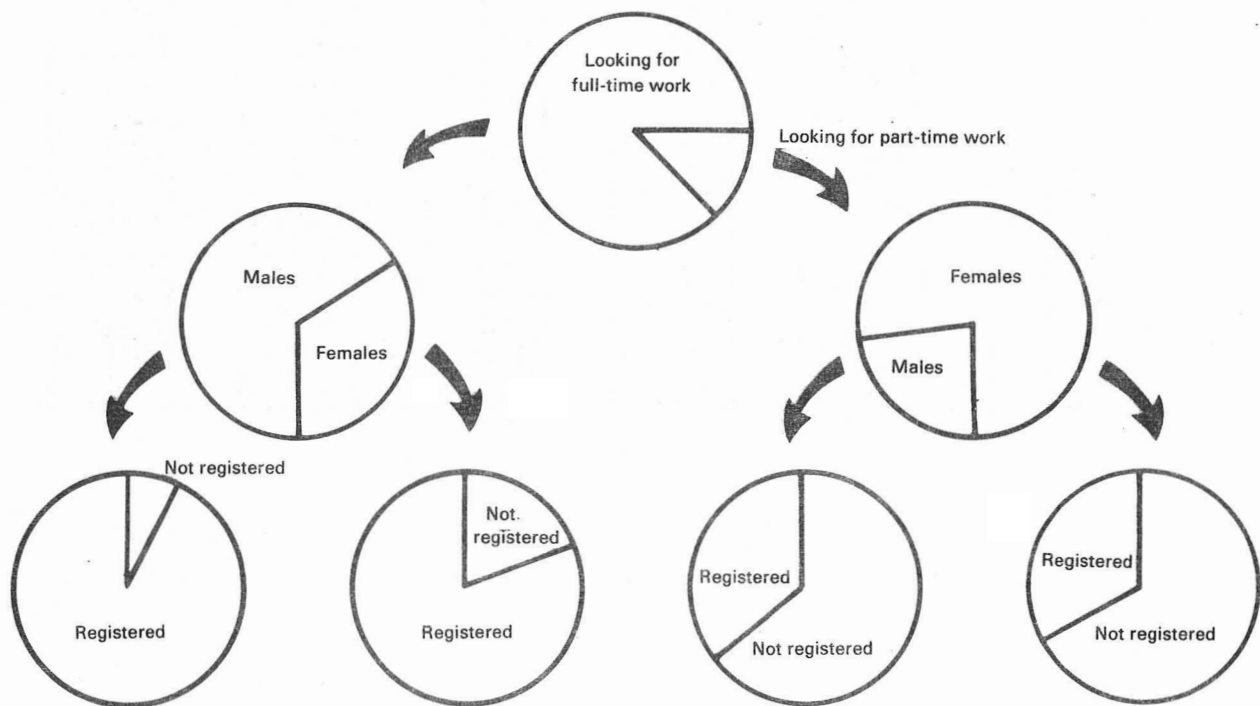 Looking for
full-time work
Looking for part-time work
Males
Females
Females
Males
Not registered
Registered
Not.
registered
Registered
Registered
Not registered
Registered
Not registered